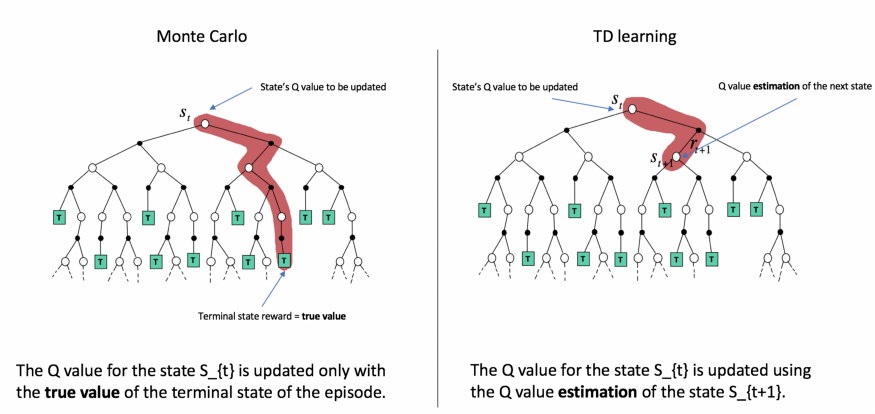 Monte Carlo
State's Q value to be updated
S_t
T
T
T
T
T
T
T
T
T
T
Terminal state reward = true value
The Q value for the state S_{t} is updated only with
the true value of the terminal state of the episode.
TD learning
State's Q value to be updated
Q value estimation of the next state
S_t
r_t+1
S_t+1
T
T
T
T
T
T
T
T
T
T
T
The Q value for the state S_{t} is updated using
the Q value estimation of the state S_{t+1}.